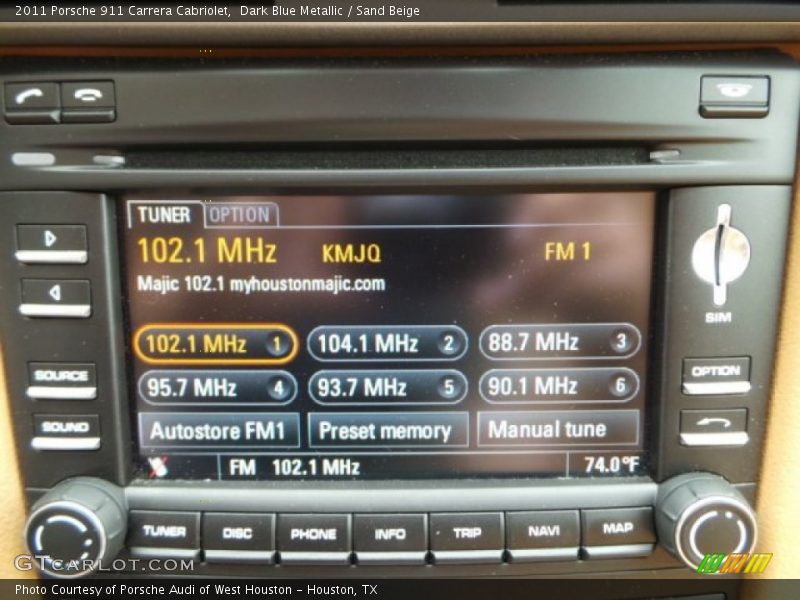 2011 Porsche 911 Carrera Cabriolet, Dark Blue Metallic / Sand Beige
TUNER OPTION
102.1 MHz KMJQ FM 1
Majic 102.1 myhoustonmajic.com
SIM
102.1 MHz 1 104.1 MHz 2 88.7 MHz 3
SOURCE
95.7 MHz 4 93.7 MHz 5 90.1 MHz 6
OPTION
SOUND
Autostore FM1 Preset memory Manual tune
FM 102.1 MHz 74.0°F
TUNER DISC PHONE INFO TRIP NAVI MAP
GTCARLOT.COM
Photo Courtesy of Porsche Audi of West Houston - Houston, TX